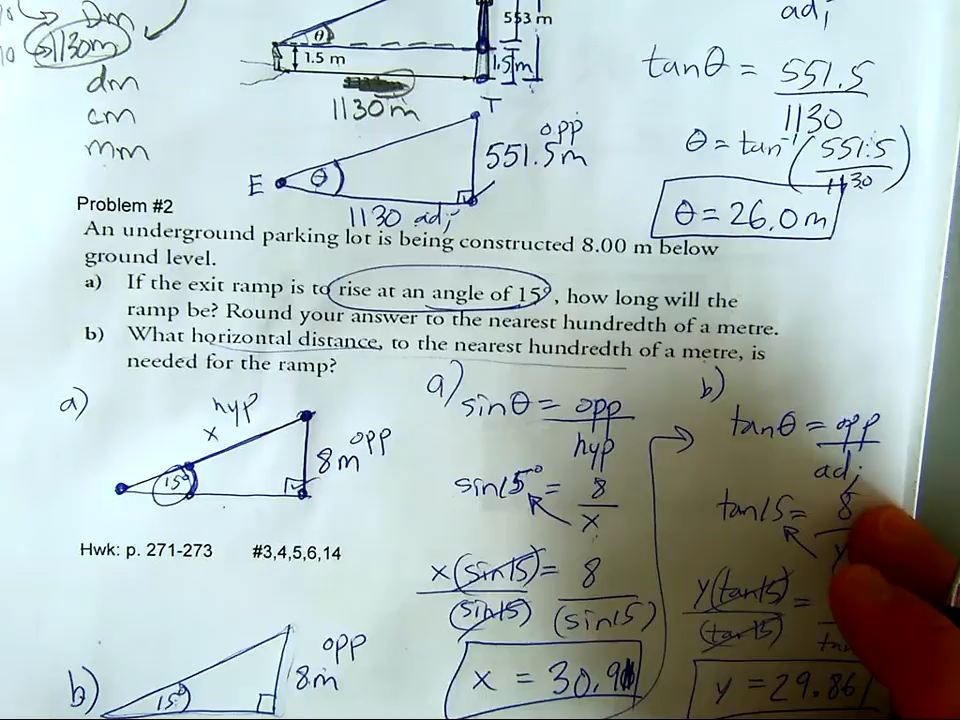 Dm
1130m
dm
cm
mm
θ
1.5 m
553 m
1.5m
1130m
adj
tanθ = 551.5
1130
θ = tan⁻¹(551.5
1130)
θ = 26.0m
T
opp
551.5m
E
θ
1130 adj
Problem #2
An underground parking lot is being constructed 8.00 m below
ground level.
a) If the exit ramp is to rise at an angle of 15°, how long will the
ramp be? Round your answer to the nearest hundredth of a metre.
b) What horizontal distance, to the nearest hundredth of a metre, is
needed for the ramp?
a)
hyp
x
opp
8m
15°
Hwk: p. 271-273 #3,4,5,6,14
b)
opp
8m
15°
a) sinθ = opp
hyp
sin15° = 8
x
x(sin15) = 8
(sin15) (sin15)
x = 30.91
b)
tanθ = opp
adj
tan15 = 8
y
y(tan15) =
(tan15) tan
y = 29.86